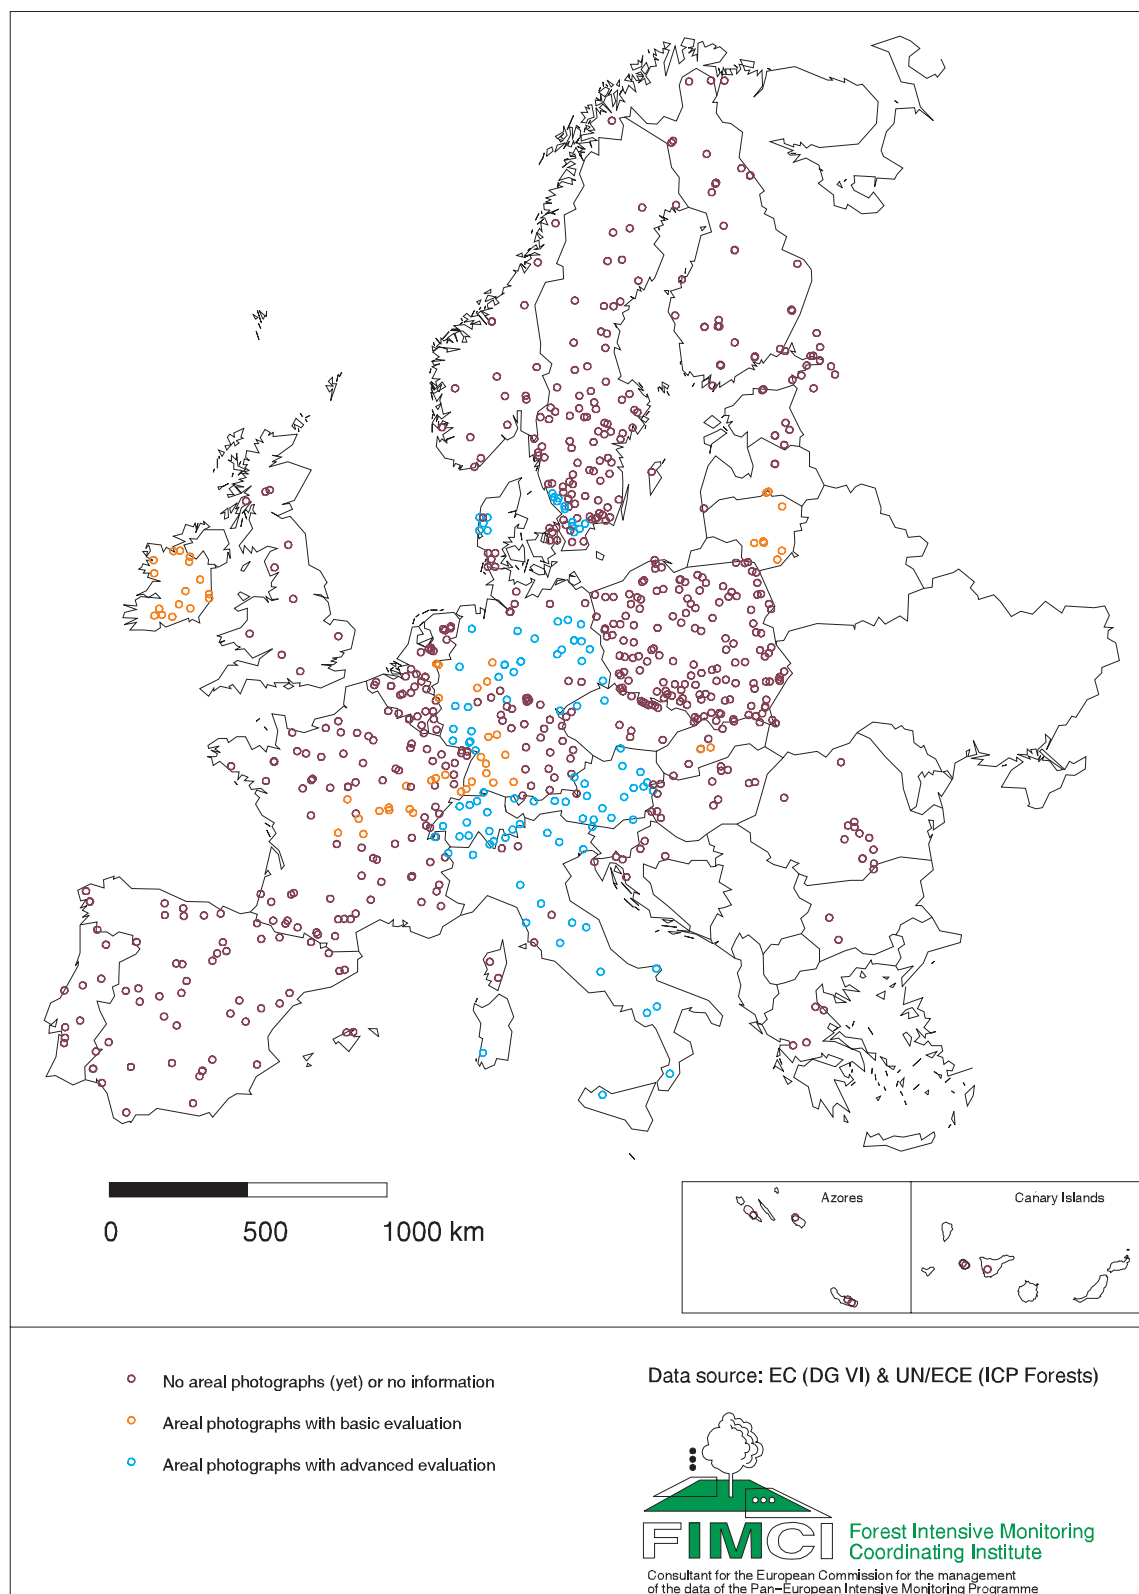 Azores
Canary Islands
0 500 1000 km
No areal photographs (yet) or no information
Areal photographs with basic evaluation
Areal photographs with advanced evaluation
Data source: EC (DG VI) & UN/ECE (ICP Forests)
FIMCI
Forest Intensive Monitoring
Coordinating Institute
Consultant for the European Commission for the management
of the data of the Pan-European Intensive Monitoring Programme